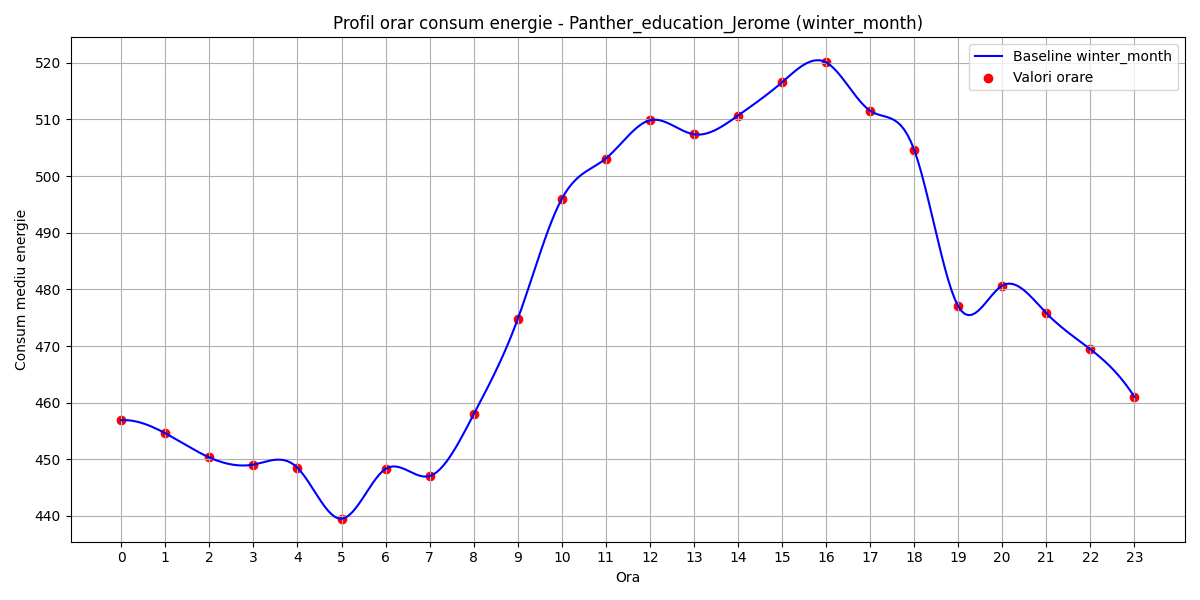 Profil orar consum energie - Panther_education_Jerome (winter_month)
Baseline winter_month
Valori orare
Consum mediu energie
520
510
500
490
480
470
460
450
440
0 1 2 3 4 5 6 7 8 9 10 11 12 13 14 15 16 17 18 19 20 21 22 23
Ora